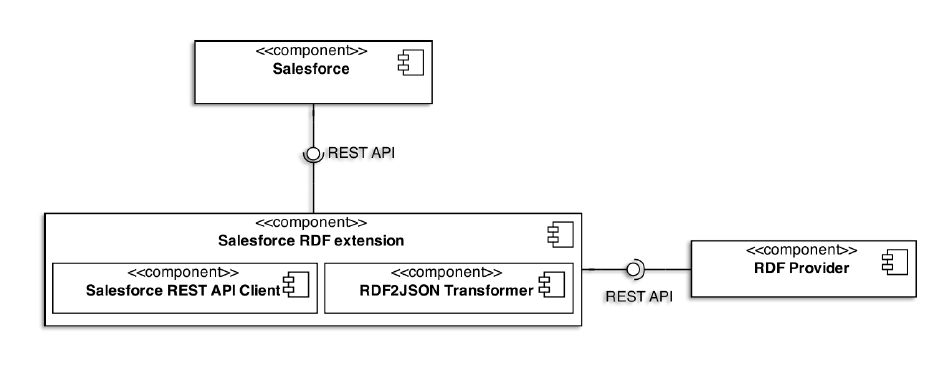 <<component>>
Salesforce
REST API
<<component>>
Salesforce RDF extension
<<component>>
Salesforce REST API Client
<<component>>
RDF2JSON Transformer
REST API
<<component>>
RDF Provider